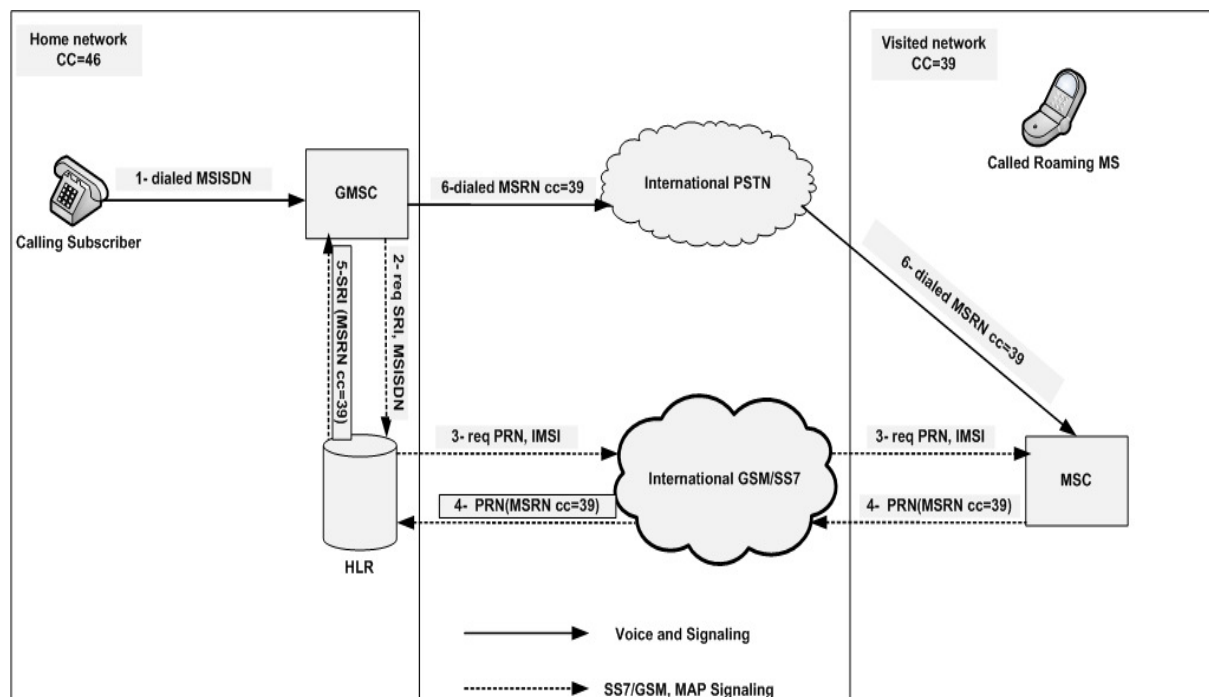 Home network
CC=46
Visited network
CC=39
Called Roaming MS
1- dialed MSISDN
GMSC
6-dialed MSRN cc=39
International PSTN
Calling Subscriber
5-SRI (MSRN cc=39)
2- req SRI, MSISDN
6- dialed MSRN cc=39
3- req PRN, IMSI
International GSM/SS7
3- req PRN, IMSI
MSC
4- PRN(MSRN cc=39)
4- PRN(MSRN cc=39)
HLR
Voice and Signaling
SS7/GSM, MAP Signaling